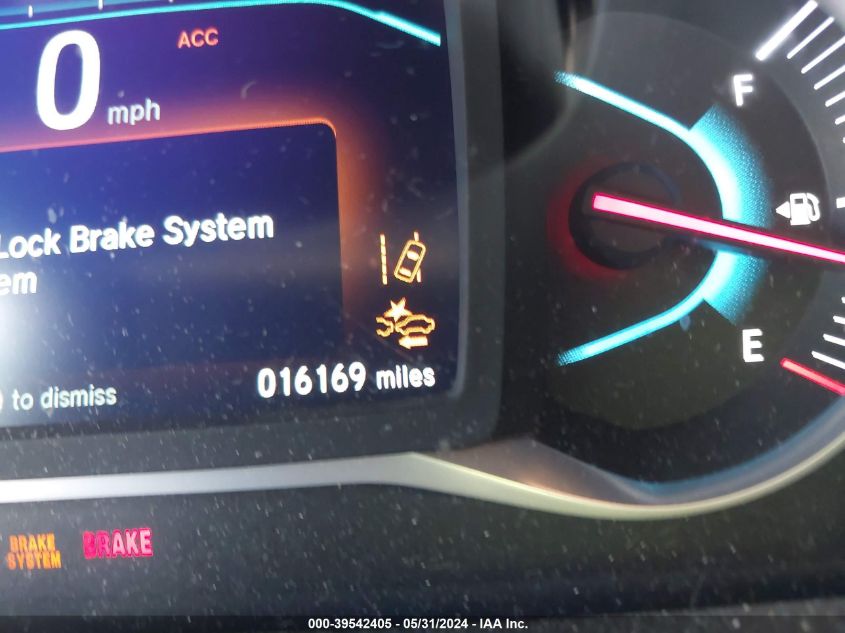 0 mph
ACC
F
Lock Brake System
em
to dismiss
016169 miles
E
BRAKE
SYSTEM
BRAKE
000-39542405 - 05/31/2024 - IAA Inc.